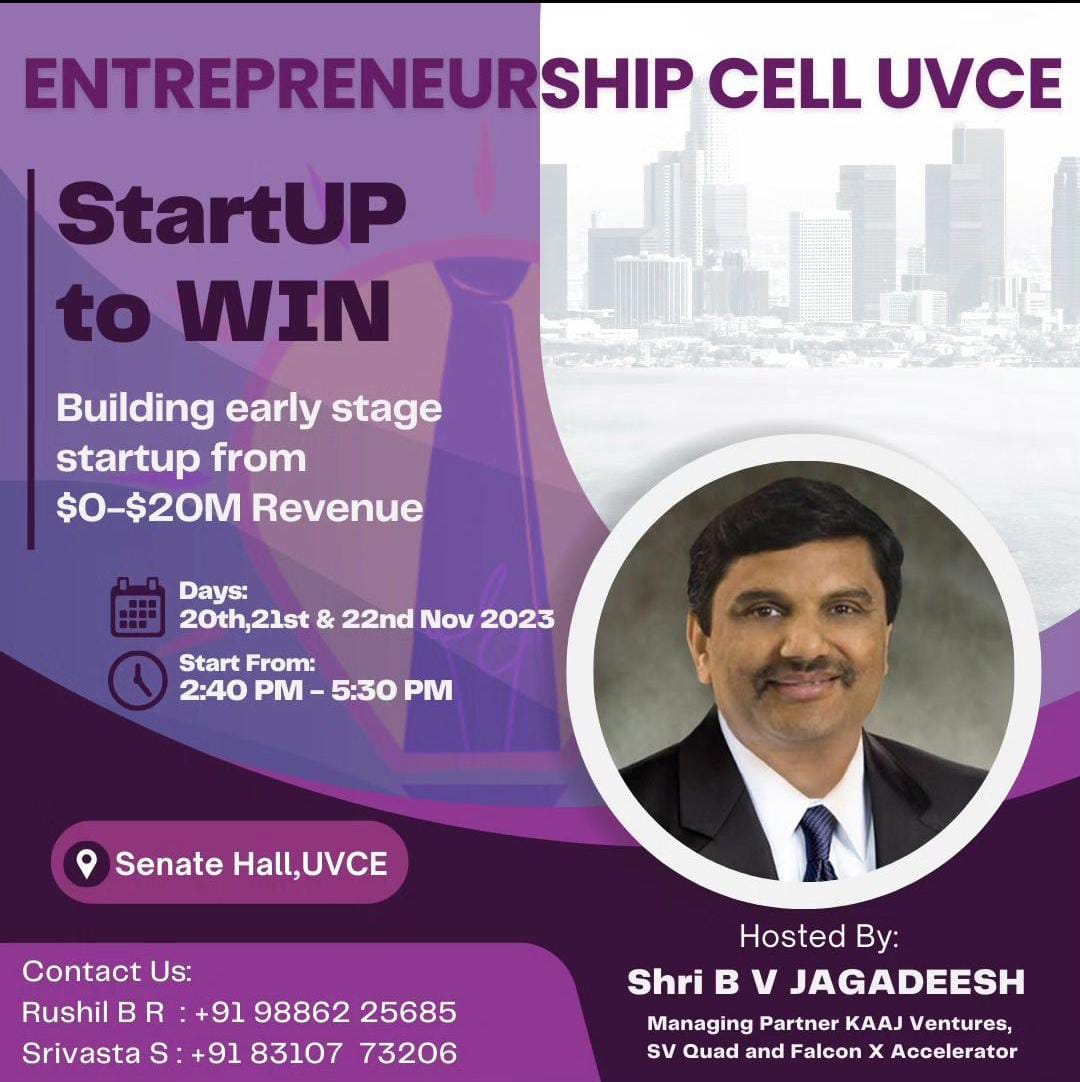 ENTREPRENEURSHIP CELL UVCE
StartUP
to WIN
Building early stage
startup from
$0-$20M Revenue
Days:
20th,21st & 22nd Nov 2023
Start From:
2:40 PM - 5:30 PM
Senate Hall,UVCE
Contact Us:
Rushil B R : +91 98862 25685
Srivasta S : +91 83107 73206
Hosted By:
Shri B V JAGADEESH
Managing Partner KAAJ Ventures,
SV Quad and Falcon X Accelerator